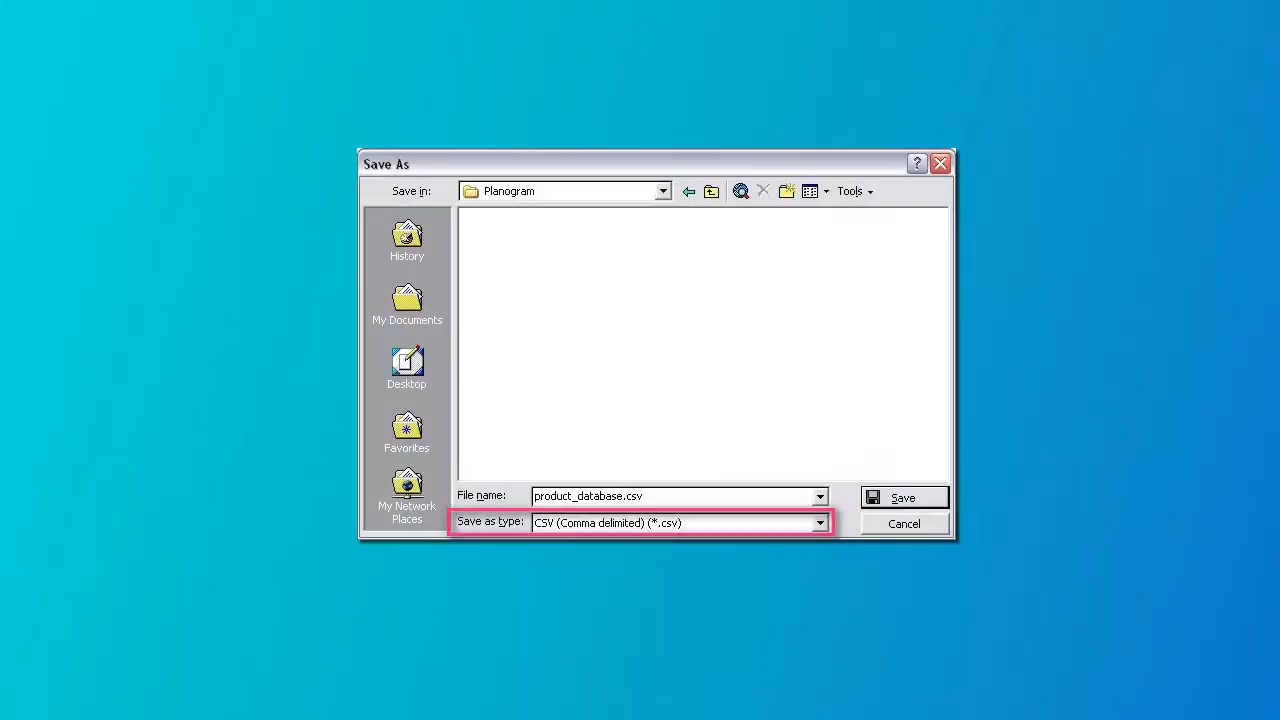 Save As
Save in: Planogram Tools
History
My Documents
Desktop
Favorites
My Network
Places
File name: product_database.csv Save
Save as type: CSV (Comma delimited) (*.csv) Cancel